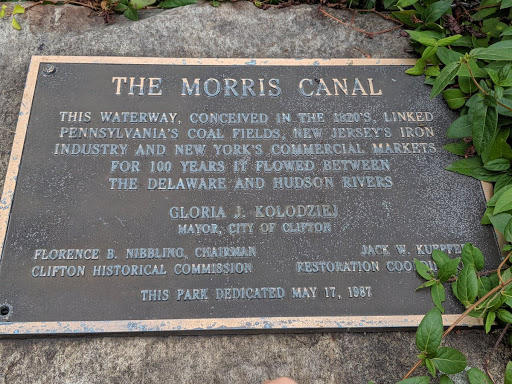 THE MORRIS CANAL
THIS WATERWAY, CONCEIVED IN THE 1820'S, LINKED
PENNSYLVANIA'S COAL FIELDS, NEW JERSEY'S IRON
INDUSTRY AND NEW YORK'S COMMERCIAL MARKETS.
FOR 100 YEARS IT FLOWED BETWEEN
THE DELAWARE AND HUDSON RIVERS
GLORIA J. KOLODZIEJ
MAYOR, CITY OF CLIFTON
FLORENCE B. NIBBLING, CHAIRMAN
CLIFTON HISTORICAL COMMISSION
JACK W.
RESTORATION
THIS PARK DEDICATED MAY 17, 1987